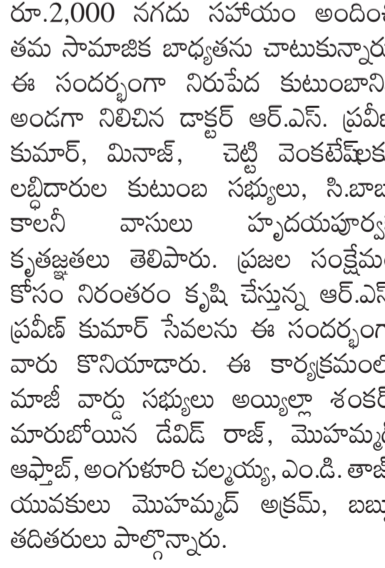 రూ.2,000 నగదు సహాయం అందిం
తమ సామాజిక బాధ్యతను చాటుకున్నార
ఈ సందర్భంగా నిరుపేద కుటుంబాని
అండగా నిలిచిన డాక్టర్ ఆర్.ఎస్. ప్రవీ
కుమార్, మినాజ్, చెట్టి వెంకటేష్‌లక
లబ్ధిదారుల కుటుంబ సభ్యులు, సి.బాబ
కాలనీ వాసులు హృదయపూర్వ
కృతజ్ఞతలు తెలిపారు. ప్రజల సంక్షేమ
కోసం నిరంతరం కృషి చేస్తున్న ఆర్.ఎస్
ప్రవీణ్ కుమార్ సేవలను ఈ సందర్భంగ
వారు కొనియాడారు. ఈ కార్యక్రమంల
మాజీ వార్డు సభ్యులు అయ్యిల్లా శంకర్
మారుబోయిన డేవిడ్ రాజ్, మొహమ్మ
ఆఫ్తాబ్, అంగుళూరి చల్మయ్య, ఎం.డి. తాజ్
యువకులు మొహమ్మద్ అక్రమ్, బబ్బ
తదితరులు పాల్గొన్నారు.